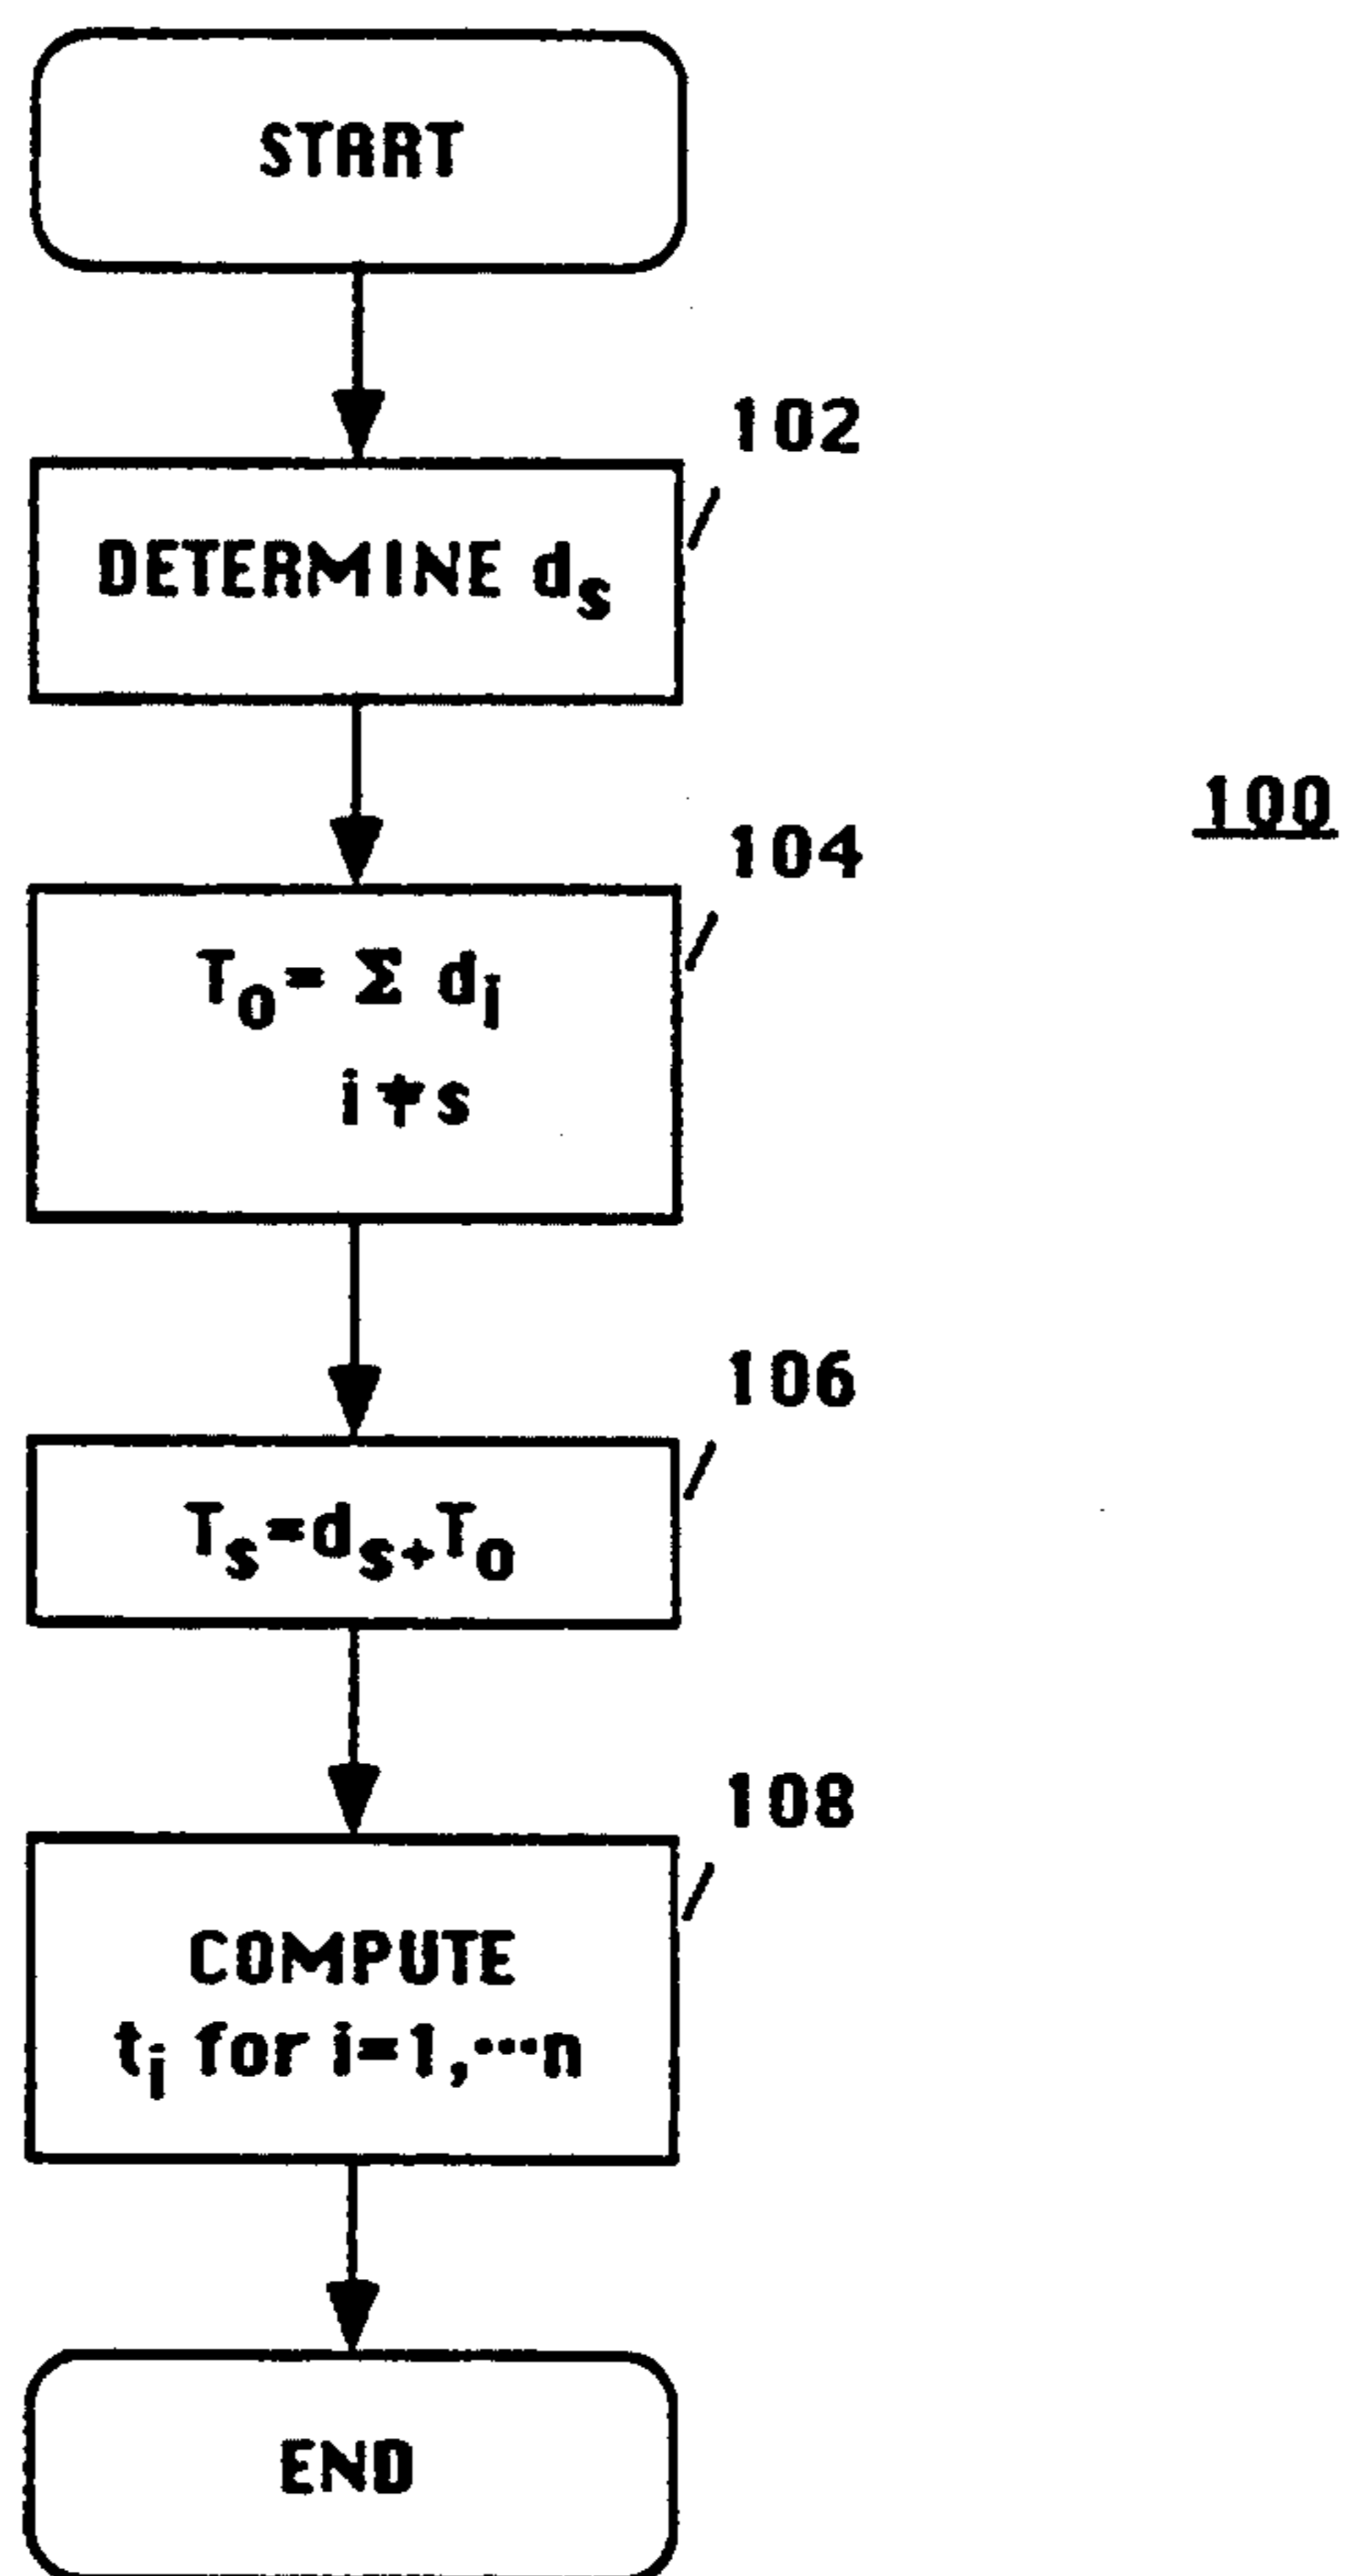 START
102
DETERMINE dₛ
100
104
T₀= Σ dᵢ
i ≠ s
106
Tₛ=dₛ+T₀
108
COMPUTE
tᵢ for i=1,···n
END